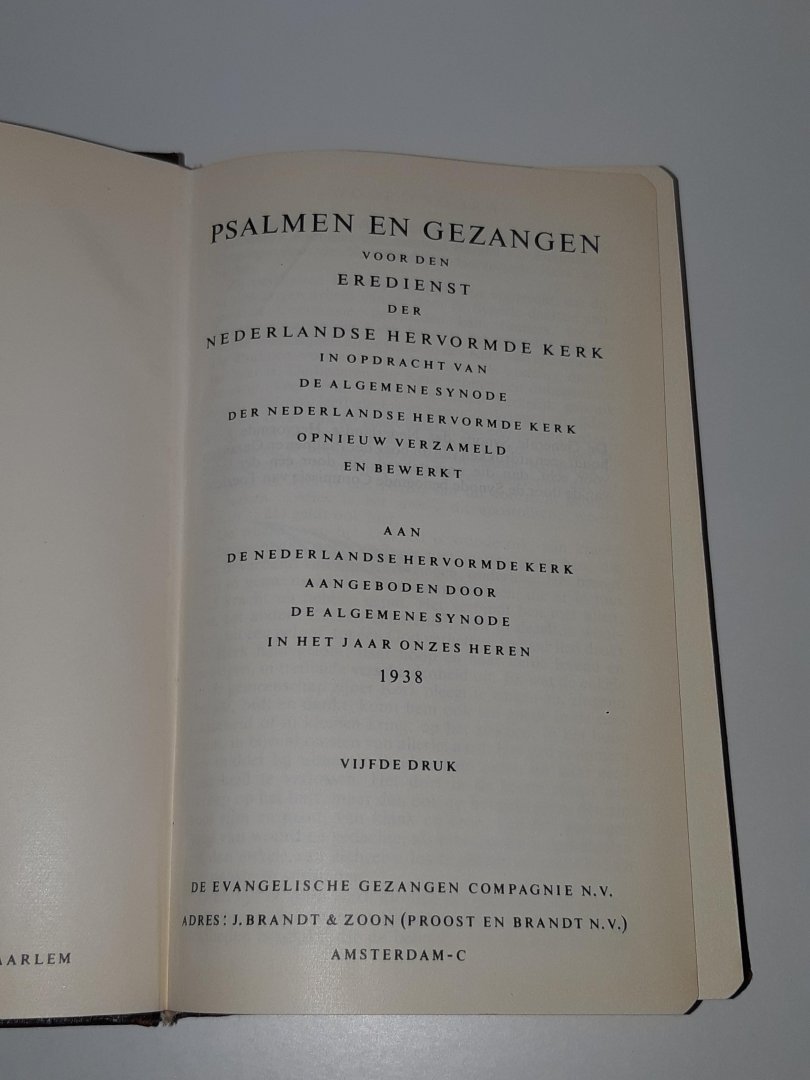 PSALMEN EN GEZANGEN
VOOR DEN
EREDIENST
DER
NEDERLANDSE HERVORMDE KERK
IN OPDRACHT VAN
DE ALGEMENE SYNODE
DER NEDERLANDSE HERVORMDE KERK
OPNIEUW VERZAMELD
EN BEWERKT
AAN
DE NEDERLANDSE HERVORMDE KERK
AANGEBODEN DOOR
DE ALGEMENE SYNODE
IN HET JAAR ONZES HEREN
1938
VIJFDE DRUK
DE EVANGELISCHE GEZANGEN COMPAGNIE N.V.
ADRES: J. BRANDT & ZOON (PROOST EN BRANDT N.V.)
AMSTERDAM-C
AARLEM